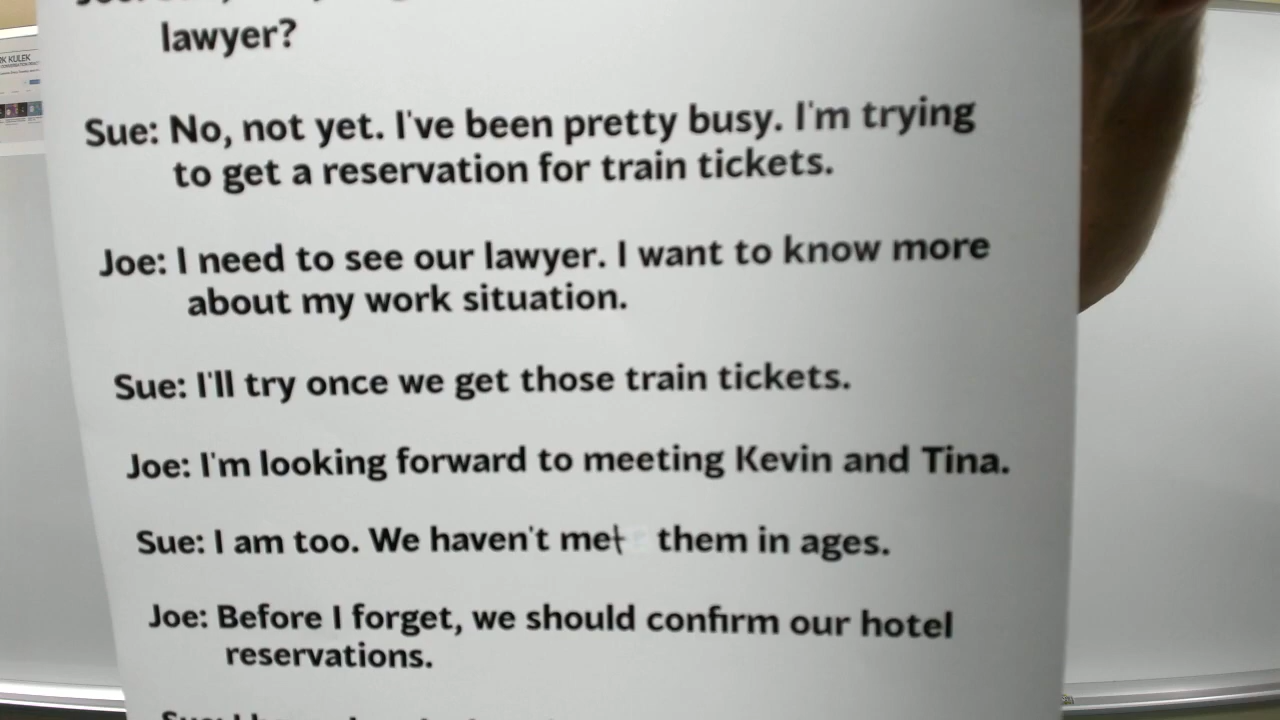 lawyer?
Sue: No, not yet. I've been pretty busy. I'm trying
to get a reservation for train tickets.
Joe: I need to see our lawyer. I want to know more
about my work situation.
Sue: I'll try once we get those train tickets.
Joe: I'm looking forward to meeting Kevin and Tina.
Sue: I am too. We haven't met them in ages.
Joe: Before I forget, we should confirm our hotel
reservations.
KULEK